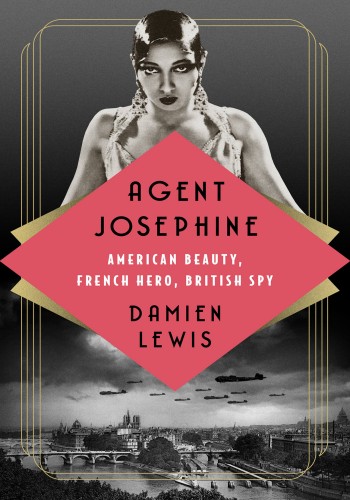 AGENT
JOSEPHINE
AMERICAN BEAUTY,
FRENCH HERO, BRITISH SPY
DAMIEN
LEWIS